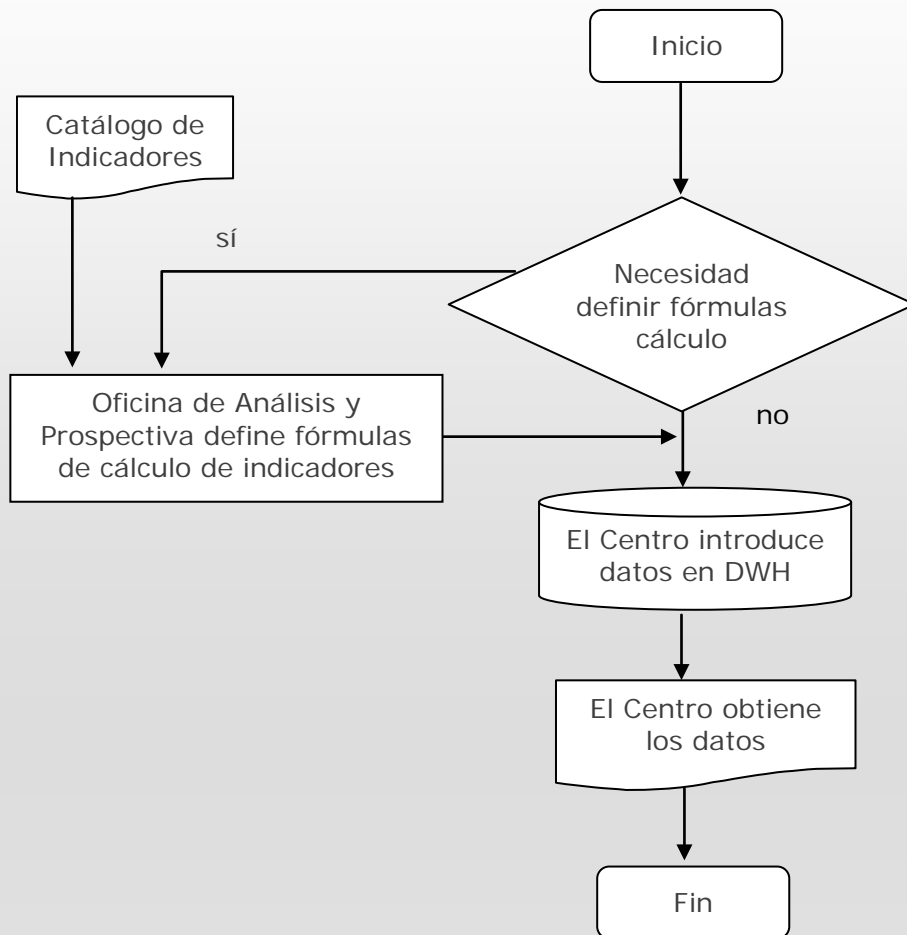 Inicio
Catálogo de
Indicadores
sí
Necesidad
definir fórmulas
cálculo
Oficina de Análisis y
Prospectiva define fórmulas
de cálculo de indicadores
no
El Centro introduce
datos en DWH
El Centro obtiene
los datos
Fin